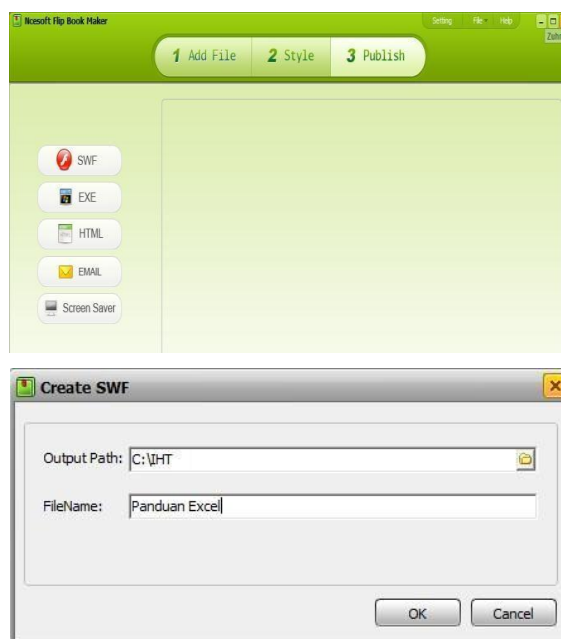 Ncesoft Flip Book Maker
Setting File Help
1 Add File 2 Style 3 Publish
SWF
EXE
HTML
EMAIL
Screen Saver
Create SWF
Output Path: C:\IHT
FileName: Panduan Excel
OK Cancel